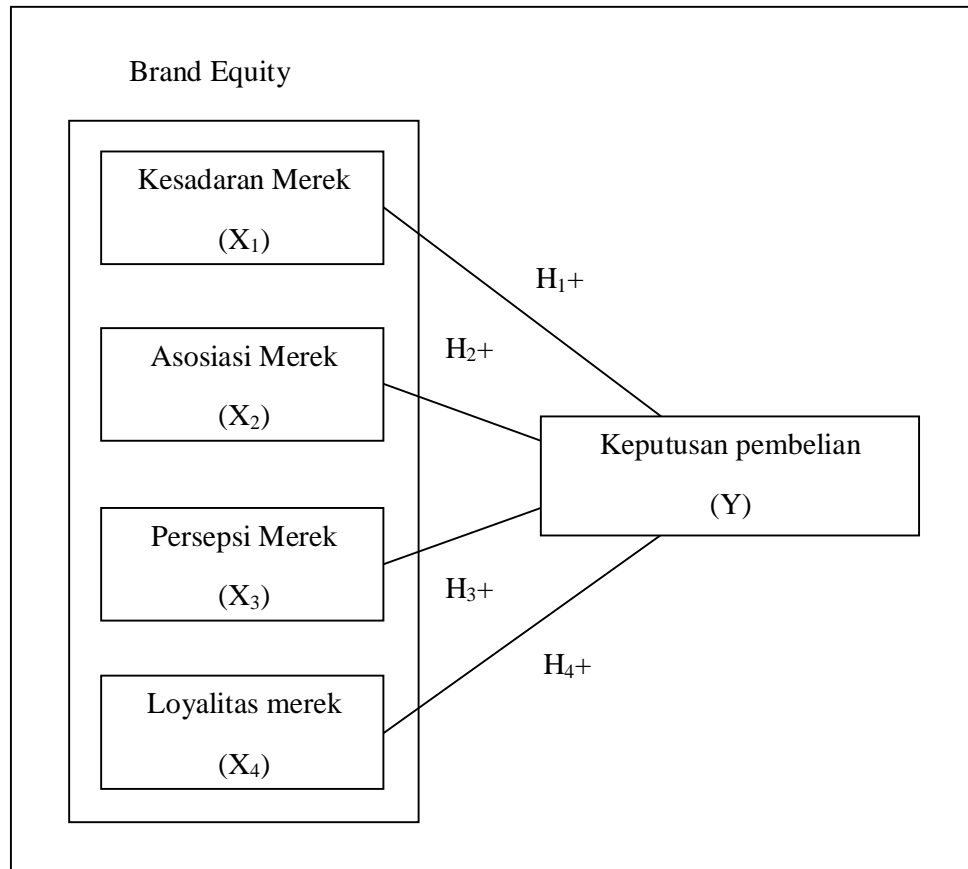 Brand Equity
Kesadaran Merek
(X₁)
H₁+
Asosiasi Merek
(X₂)
H₂+
Keputusan pembelian
(Y)
Persepsi Merek
(X₃)
H₃+
Loyalitas merek
(X₄)
H₄+